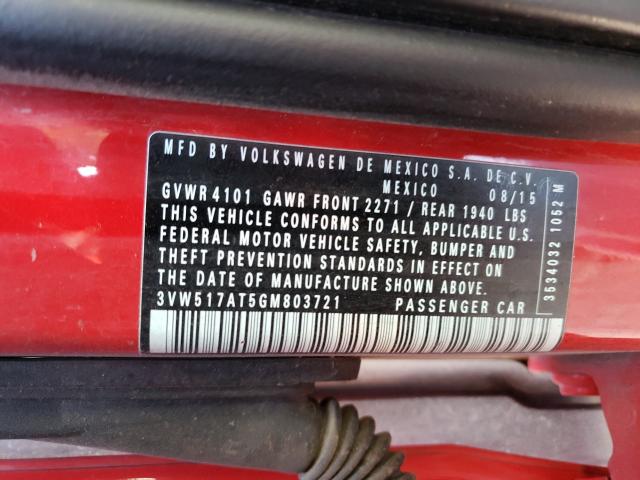 MFD BY VOLKSWAGEN DE MEXICO S.A. DE C.V.
MEXICO 08/15
GVWR 4101 GAWR FRONT 2271 / REAR 1940 LBS
THIS VEHICLE CONFORMS TO ALL APPLICABLE U.S.
FEDERAL MOTOR VEHICLE SAFETY, BUMPER AND
THEFT PREVENTION STANDARDS IN EFFECT ON
THE DATE OF MANUFACTURE SHOWN ABOVE.
3VW517AT5GM803721 PASSENGER CAR
3534032 1052 M